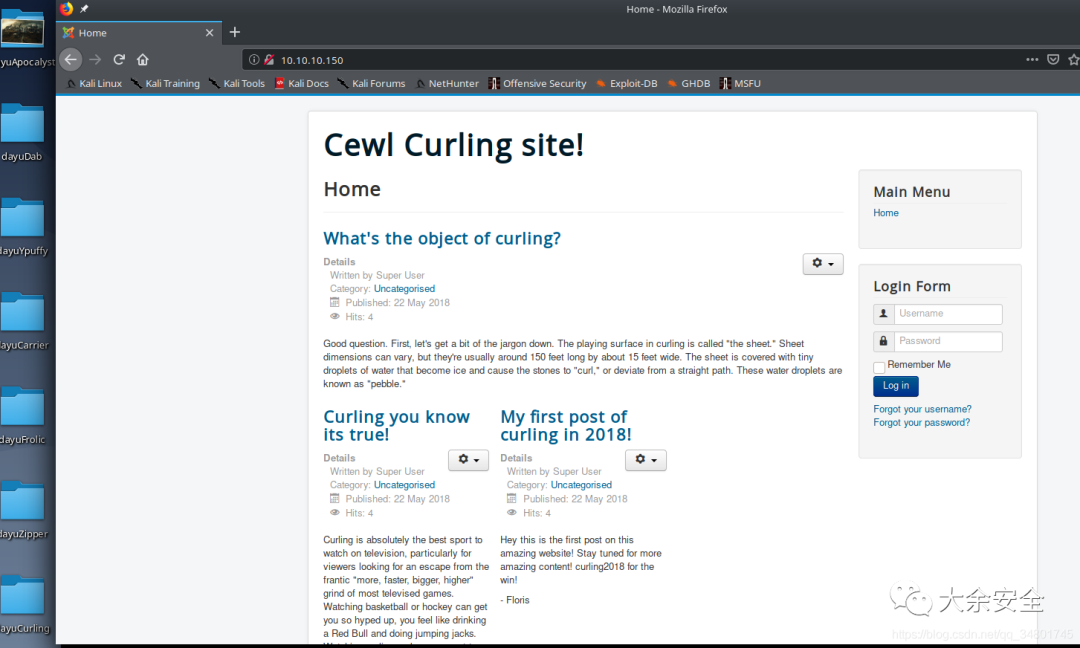 Home - Mozilla Firefox
Home
10.10.10.150
Kali Linux Kali Training Kali Tools Kali Docs Kali Forums NetHunter Offensive Security Exploit-DB GHDB MSFU
yuApocalyst
dayuDab
dayuYpuffy
ayuCarrier
dayuFrolic
dayuZipper
ayuCurling
Cewl Curling site!
Home
What's the object of curling?
Details
Written by Super User
Category: Uncategorised
Published: 22 May 2018
Hits: 4
Good question. First, let's get a bit of the jargon down. The playing surface in curling is called "the sheet." Sheet
dimensions can vary, but they're usually around 150 feet long by about 15 feet wide. The sheet is covered with tiny
droplets of water that become ice and cause the stones to "curl," or deviate from a straight path. These water droplets are
known as "pebble."
Curling you know
its true!
Details
Written by Super User
Category: Uncategorised
Published: 22 May 2018
Hits: 4
Curling is absolutely the best sport to
watch on television, particularly for
viewers looking for an escape from the
frantic "more, faster, bigger, higher"
grind of most televised games.
Watching basketball or hockey can get
you so hyped up, you feel like drinking
a Red Bull and doing jumping jacks.
My first post of
curling in 2018!
Details
Written by Super User
Category: Uncategorised
Published: 22 May 2018
Hits: 4
Hey this is the first post on this
amazing website! Stay tuned for more
amazing content! curling2018 for the
win!
- Floris
Main Menu
Home
Login Form
Username
Password
Remember Me
Log in
Forgot your username?
Forgot your password?
大余安全